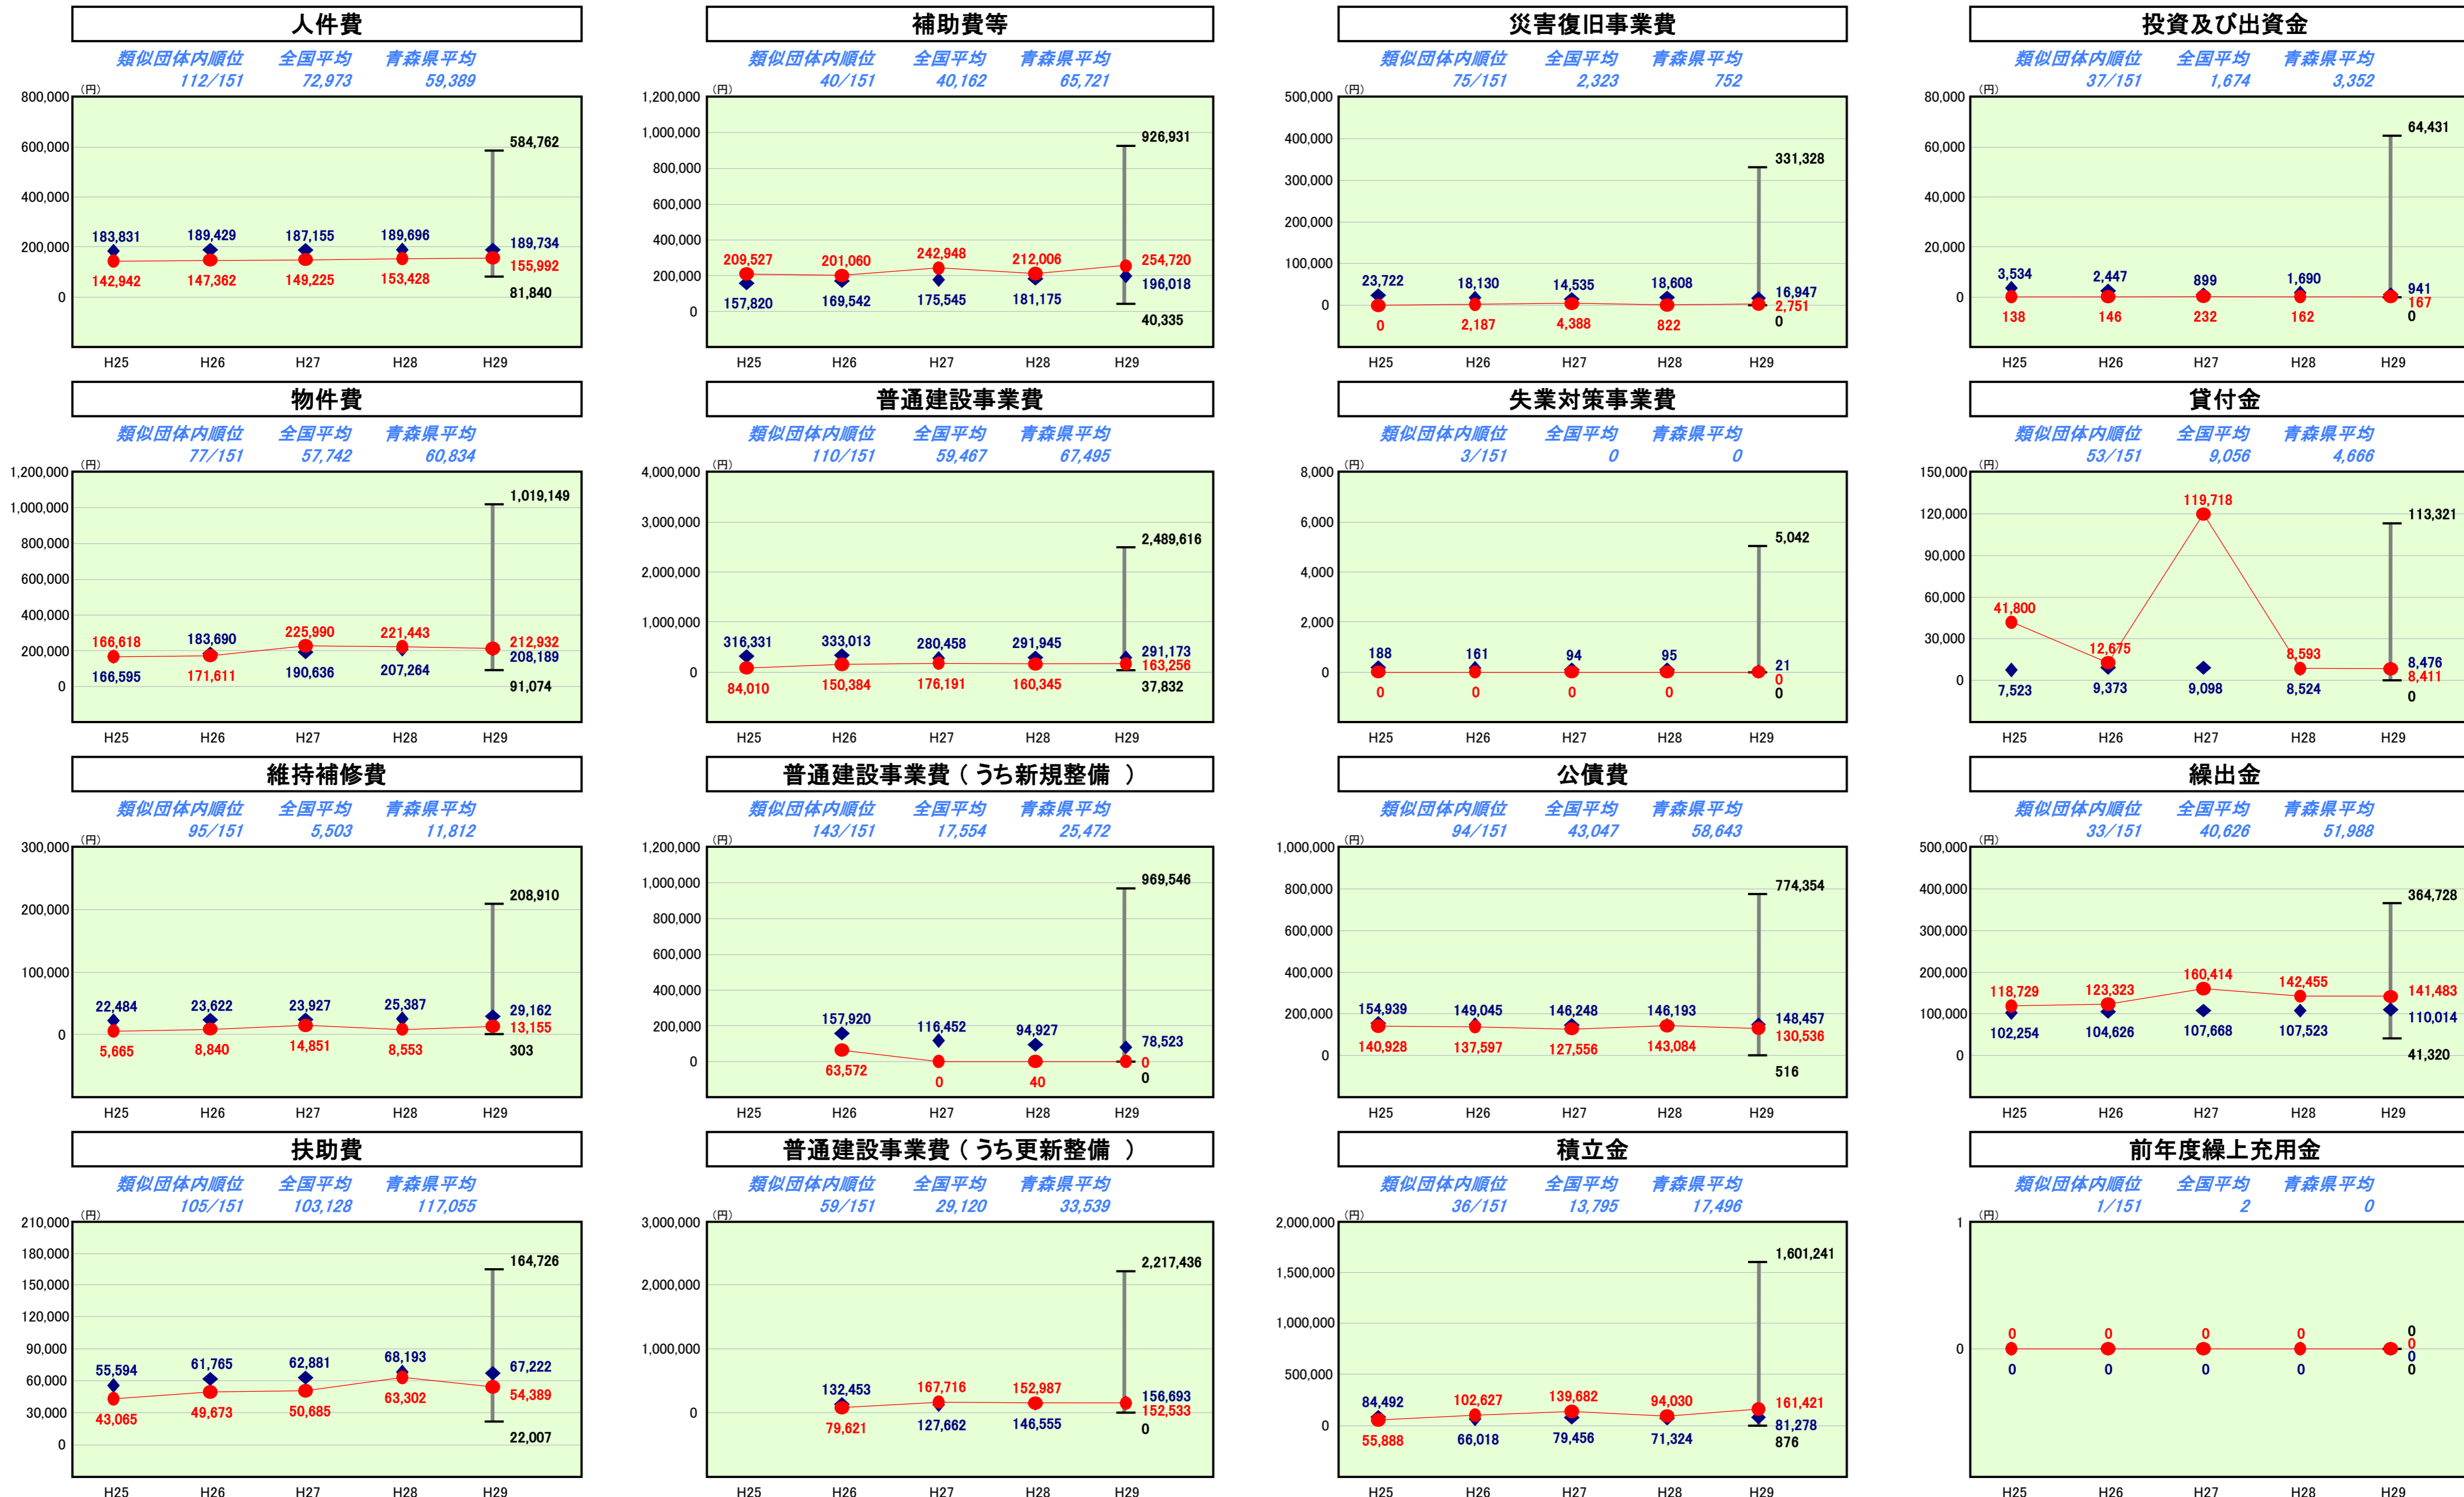 人件費
類似団体内順位 全国平均 青森県平均
112/151 72,973 59,389
(円)
800,000
600,000
400,000
200,000
0
584,762
183,831 189,429 187,155 189,696 189,734
142,942 147,362 149,225 153,428 155,992
81,840
H25 H26 H27 H28 H29
補助費等
類似団体内順位 全国平均 青森県平均
40/151 40,162 65,721
(円)
1,200,000
1,000,000
800,000
600,000
400,000
200,000
0
926,931
209,527 201,060 242,948 212,006 254,720
157,820 169,542 175,545 181,175 196,018
40,335
H25 H26 H27 H28 H29
災害復旧事業費
類似団体内順位 全国平均 青森県平均
75/151 2,323 752
(円)
500,000
400,000
300,000
200,000
100,000
0
331,328
23,722 18,130 14,535 18,608 16,947
0 2,187 4,388 822 2,751
0
H25 H26 H27 H28 H29
投資及び出資金
類似団体内順位 全国平均 青森県平均
37/151 1,674 3,352
(円)
80,000
60,000
40,000
20,000
0
64,431
3,534 2,447 899 1,690 941
138 146 232 162 167
0
H25 H26 H27 H28 H29
物件費
類似団体内順位 全国平均 青森県平均
77/151 57,742 60,834
(円)
1,200,000
1,000,000
800,000
600,000
400,000
200,000
0
1,019,149
166,618 183,690 225,990 221,443 212,932
166,595 171,611 190,636 207,264 208,189
91,074
H25 H26 H27 H28 H29
普通建設事業費
類似団体内順位 全国平均 青森県平均
110/151 59,467 67,495
(円)
4,000,000
3,000,000
2,000,000
1,000,000
0
2,489,616
316,331 333,013 280,458 291,945 291,173
84,010 150,384 176,191 160,345 163,256
37,832
H25 H26 H27 H28 H29
失業対策事業費
類似団体内順位 全国平均 青森県平均
3/151 0 0
(円)
8,000
6,000
4,000
2,000
0
5,042
188 161 94 95 21
0 0 0 0 0
0
H25 H26 H27 H28 H29
貸付金
類似団体内順位 全国平均 青森県平均
53/151 9,056 4,666
(円)
150,000
120,000
90,000
60,000
30,000
0
113,321
41,800 12,675 119,718 8,593 8,476
7,523 9,373 9,098 8,524 8,411
0
H25 H26 H27 H28 H29
維持補修費
類似団体内順位 全国平均 青森県平均
95/151 5,503 11,812
(円)
300,000
200,000
100,000
0
208,910
22,484 23,622 23,927 25,387 29,162
5,665 8,840 14,851 8,553 13,155
303
H25 H26 H27 H28 H29
普通建設事業費（うち新規整備 ）
類似団体内順位 全国平均 青森県平均
143/151 17,554 25,472
(円)
1,200,000
1,000,000
800,000
600,000
400,000
200,000
0
969,546
157,920 116,452 94,927 78,523
63,572 0 40 0
0
H25 H26 H27 H28 H29
公債費
類似団体内順位 全国平均 青森県平均
94/151 43,047 58,643
(円)
1,000,000
800,000
600,000
400,000
200,000
0
774,354
154,939 149,045 146,248 146,193 148,457
140,928 137,597 127,556 143,084 130,536
516
H25 H26 H27 H28 H29
繰出金
類似団体内順位 全国平均 青森県平均
33/151 40,626 51,988
(円)
500,000
400,000
300,000
200,000
100,000
0
364,728
118,729 123,323 160,414 142,455 141,483
102,254 104,626 107,668 107,523 110,014
41,320
H25 H26 H27 H28 H29
扶助費
類似団体内順位 全国平均 青森県平均
105/151 103,128 117,055
(円)
210,000
180,000
150,000
120,000
90,000
60,000
30,000
0
164,726
55,594 61,765 62,881 68,193 67,222
43,065 49,673 50,685 63,302 54,389
22,007
H25 H26 H27 H28 H29
普通建設事業費（うち更新整備 ）
類似団体内順位 全国平均 青森県平均
59/151 29,120 33,539
(円)
3,000,000
2,000,000
1,000,000
0
2,217,436
132,453 167,716 152,987 156,693
79,621 127,662 146,555 152,533
0
H25 H26 H27 H28 H29
積立金
類似団体内順位 全国平均 青森県平均
36/151 13,795 17,496
(円)
2,000,000
1,500,000
1,000,000
500,000
0
1,601,241
84,492 102,627 139,682 94,030 161,421
55,888 66,018 79,456 71,324 81,278
876
H25 H26 H27 H28 H29
前年度繰上充用金
類似団体内順位 全国平均 青森県平均
1/151 2 0
(円)
1
0
0
0 0 0 0 0
0 0 0 0 0
0
H25 H26 H27 H28 H29